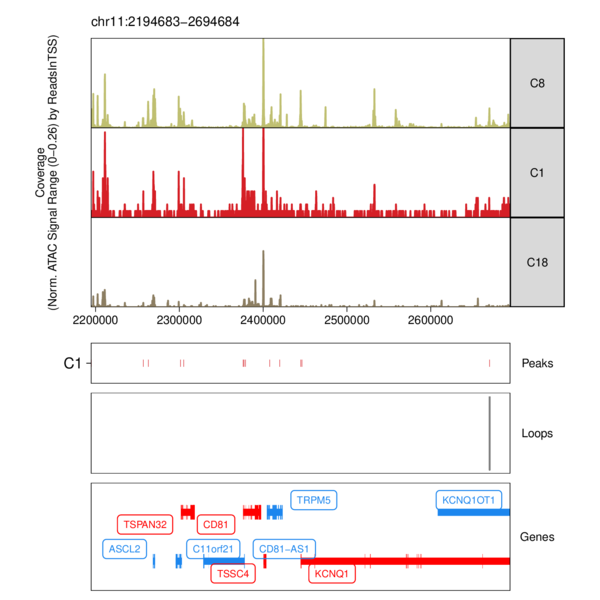 chr11:2194683−2694684
Coverage
(Norm. ATAC Signal Range (0−0.26) by ReadsInTSS)
C8
C1
C18
2200000 2300000 2400000 2500000 2600000
C1
Peaks
Loops
TRPM5 KCNQ1OT1
TSPAN32 CD81
Genes
ASCL2 C11orf21 CD81−AS1
TSSC4 KCNQ1